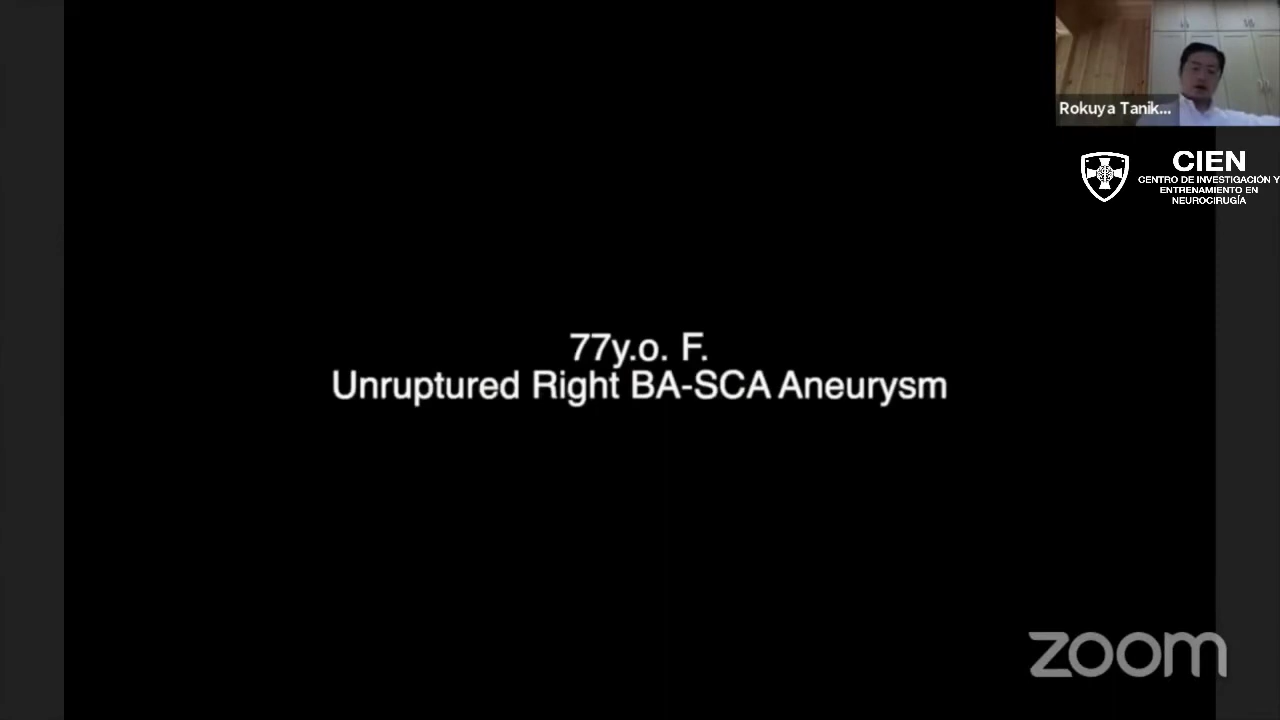 Rokuya Tanik...
CIEN
CENTRO DE INVESTIGACIÓN Y
ENTRENAMIENTO EN
NEUROCIRUGÍA
77y.o. F.
Unruptured Right BA-SCA Aneurysm
zoom